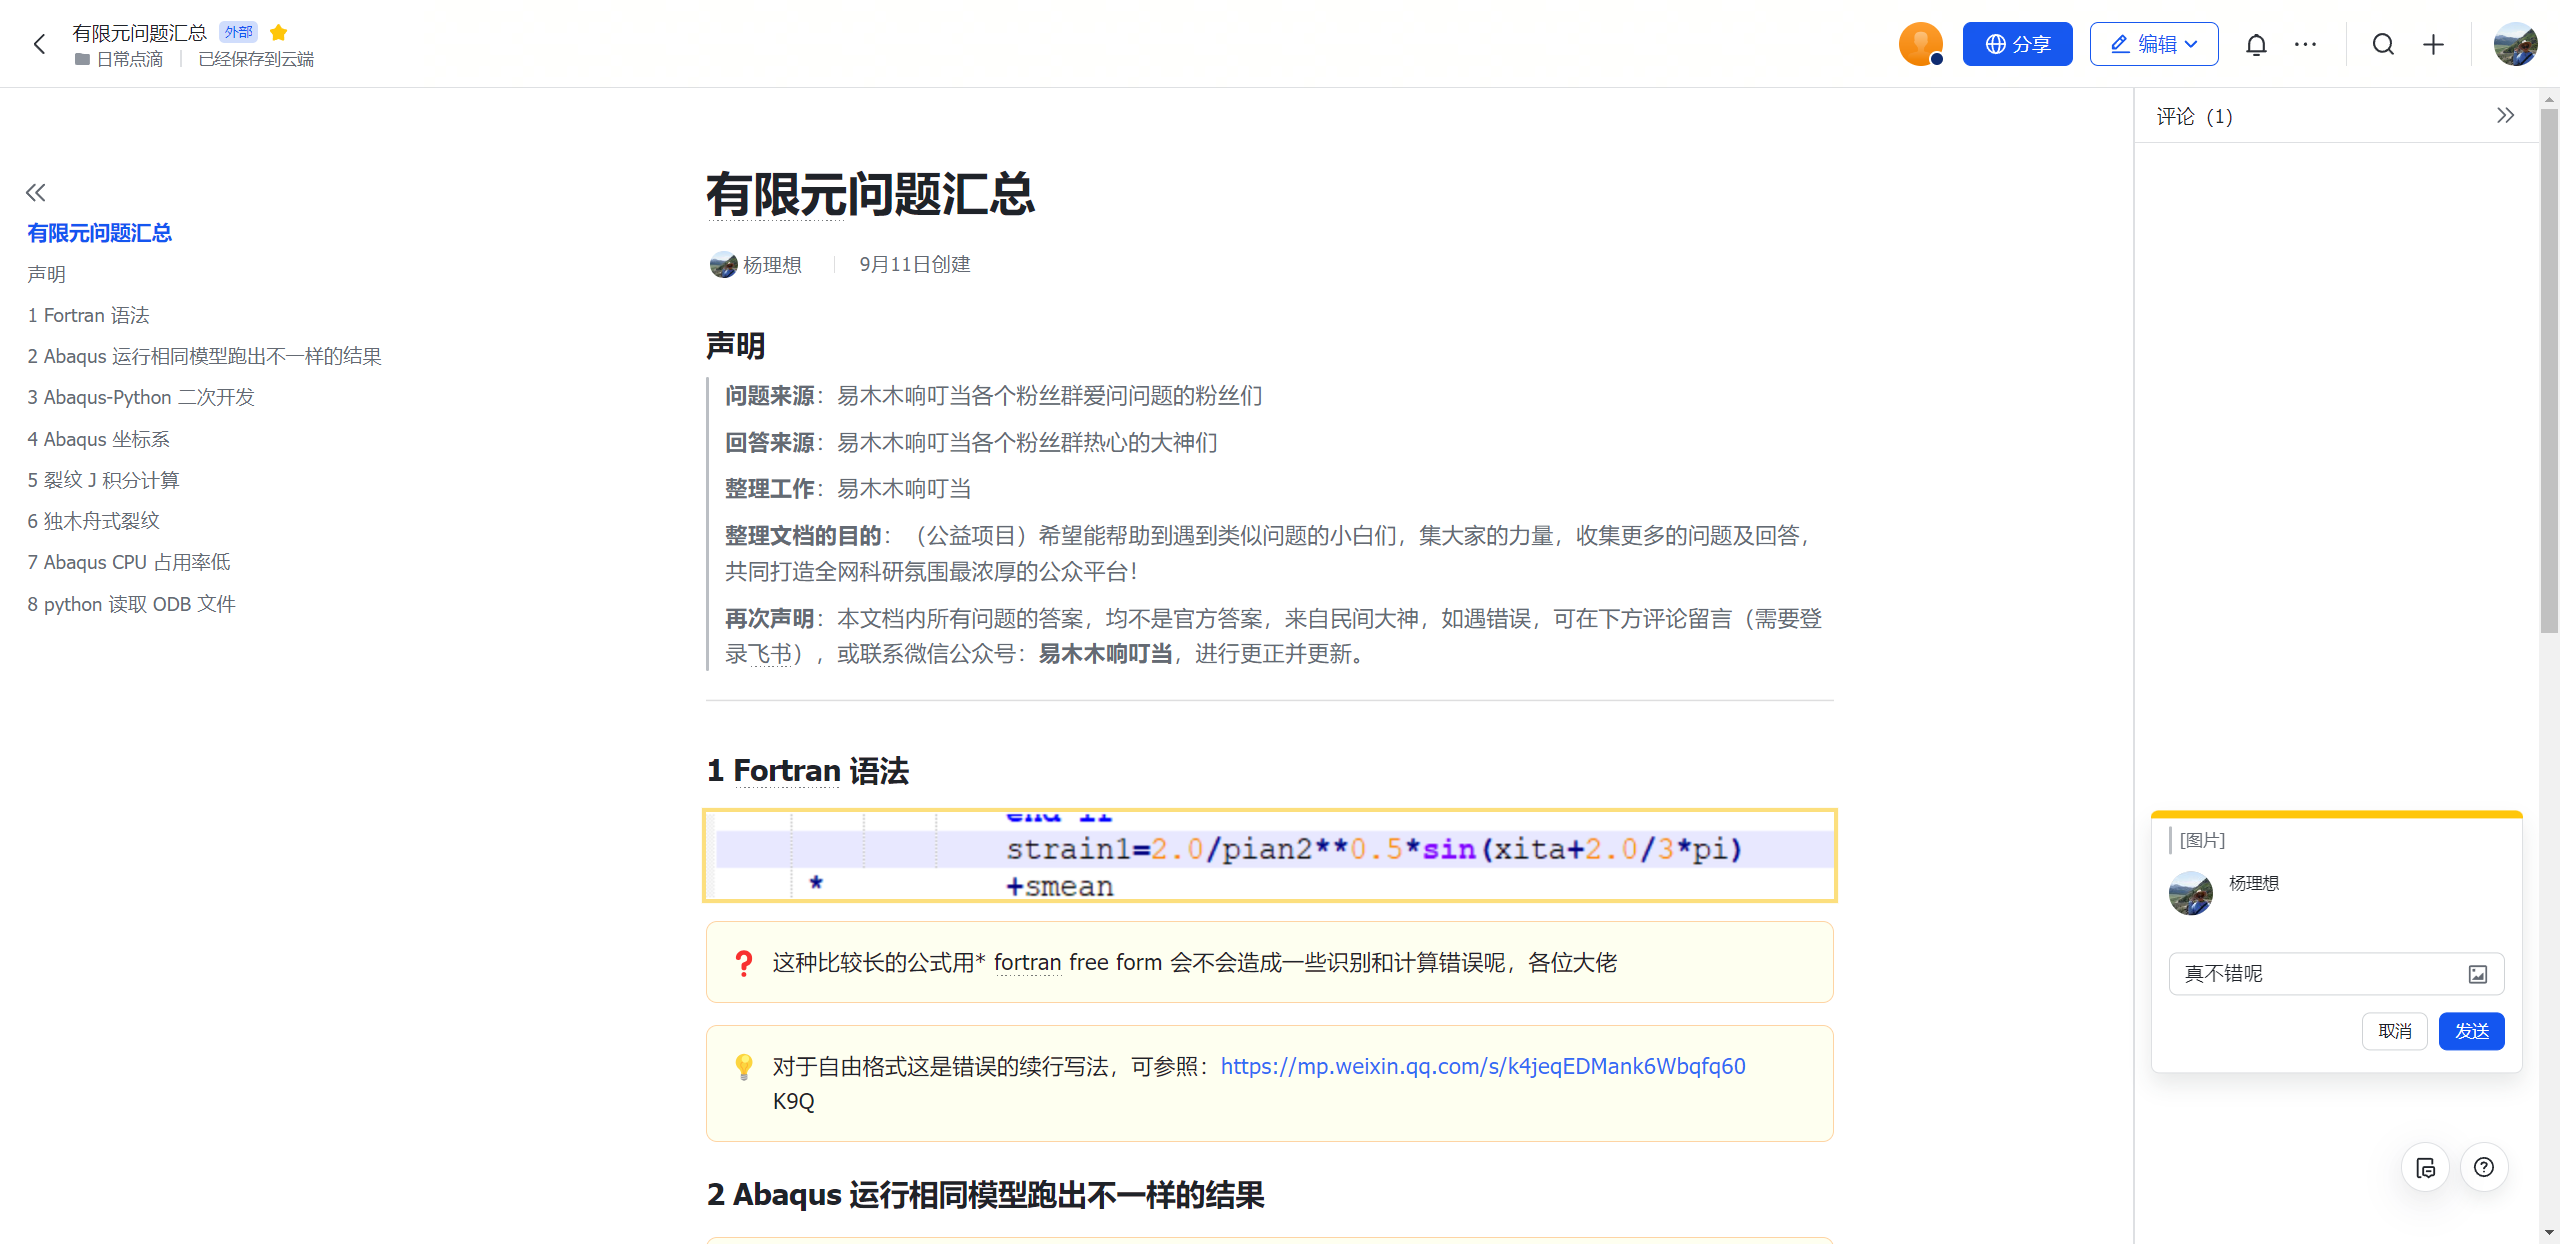 有限元问题汇总 外部
日常点滴 已经保存到云端
分享
编辑
有限元问题汇总
声明
1 Fortran 语法
2 Abaqus 运行相同模型跑出不一样的结果
3 Abaqus-Python 二次开发
4 Abaqus 坐标系
5 裂纹 J 积分计算
6 独木舟式裂纹
7 Abaqus CPU 占用率低
8 python 读取 ODB 文件
有限元问题汇总
杨理想 9月11日创建
声明
问题来源：易木木响叮当各个粉丝群爱问问题的粉丝们
回答来源：易木木响叮当各个粉丝群热心的大神们
整理工作：易木木响叮当
整理文档的目的：（公益项目）希望能帮助到遇到类似问题的小白们，集大家的力量，收集更多的问题及回答，
共同打造全网科研氛围最浓厚的公众平台！
再次声明：本文档内所有问题的答案，均不是官方答案，来自民间大神，如遇错误，可在下方评论留言（需要登
录飞书），或联系微信公众号：易木木响叮当，进行更正并更新。
1 Fortran 语法
end if
strain1=2.0/pian2**0.5*sin(xita+2.0/3*pi)
* +smean
这种比较长的公式用* fortran free form 会不会造成一些识别和计算错误呢，各位大佬
对于自由格式这是错误的续行写法，可参照：https://mp.weixin.qq.com/s/k4jeqEDMank6Wbqfq60
K9Q
2 Abaqus 运行相同模型跑出不一样的结果
评论（1）
[图片]
杨理想
真不错呢
取消 发送